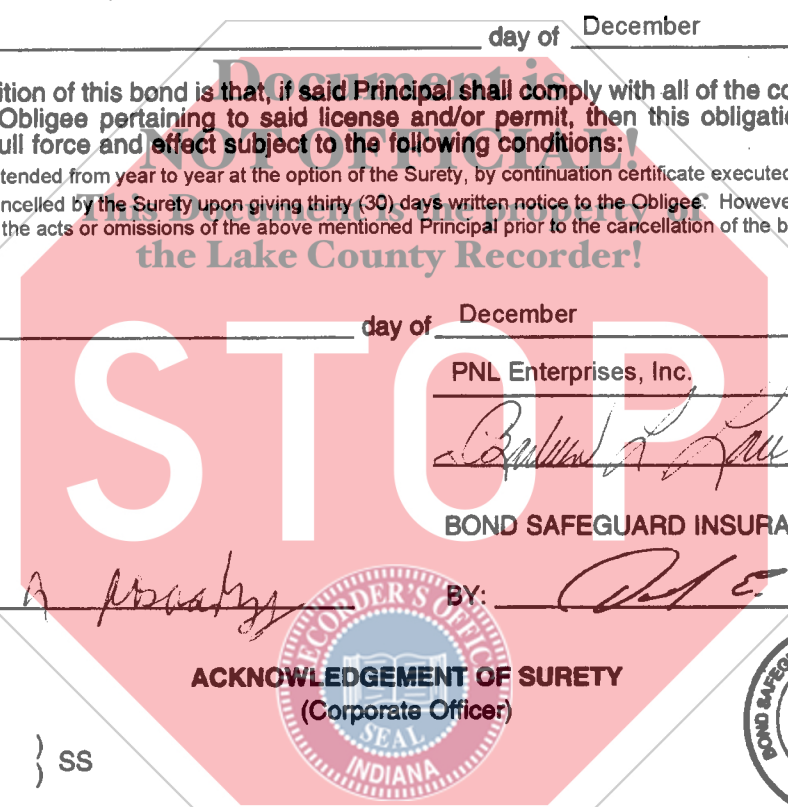 day of December
Document is
ition of this bond is that, if said Principal shall comply with all of the co
Obligee pertaining to said license and/or permit, then this obligatio
ull force and effect subject to the following conditions:
NOT OFFICIAL!
tended from year to year at the option of the Surety, by continuation certificate executed
ncelled by the Surety upon giving thirty (30) days written notice to the Obligee. Howeve
This Document is the property of
the acts or omissions of the above mentioned Principal prior to the cancellation of the b
the Lake County Recorder!
day of December
STOP
PNL Enterprises, Inc.
BOND SAFEGUARD INSURA
BY:
RECORDER'S OFFICE
ACKNOWLEDGEMENT OF SURETY
(Corporate Officer)
SEAL
INDIANA
BOND SAFEGU
) SS
)